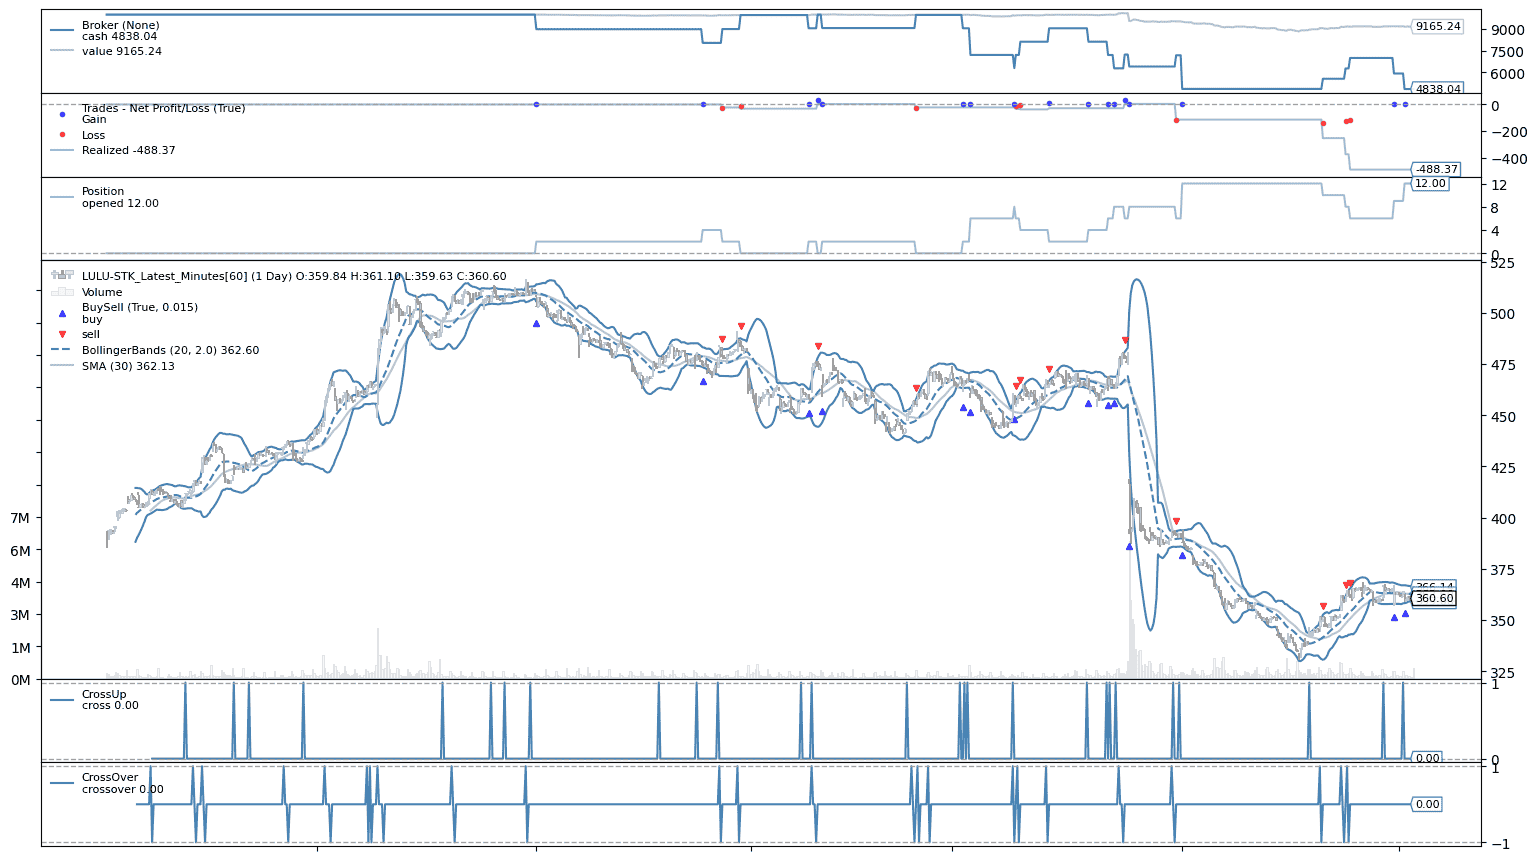 Broker (None)
cash 4838.04
value 9165.24
9165.24
9000
7500
6000
4838.04
Trades - Net Profit/Loss (True)
Gain
Loss
Realized -488.37
0
−200
−400
-488.37
Position
opened 12.00
12.00
12
8
4
0
LULU-STK_Latest_Minutes[60] (1 Day) O:359.84 H:361.10 L:359.63 C:360.60
Volume
BuySell (True, 0.015)
buy
sell
BollingerBands (20, 2.0) 362.60
SMA (30) 362.13
525
500
475
450
425
400
375
350
325
366.14
360.60
7M
6M
4M
3M
1M
0M
CrossUp
cross 0.00
1
0
0.00
CrossOver
crossover 0.00
1
0.00
−1